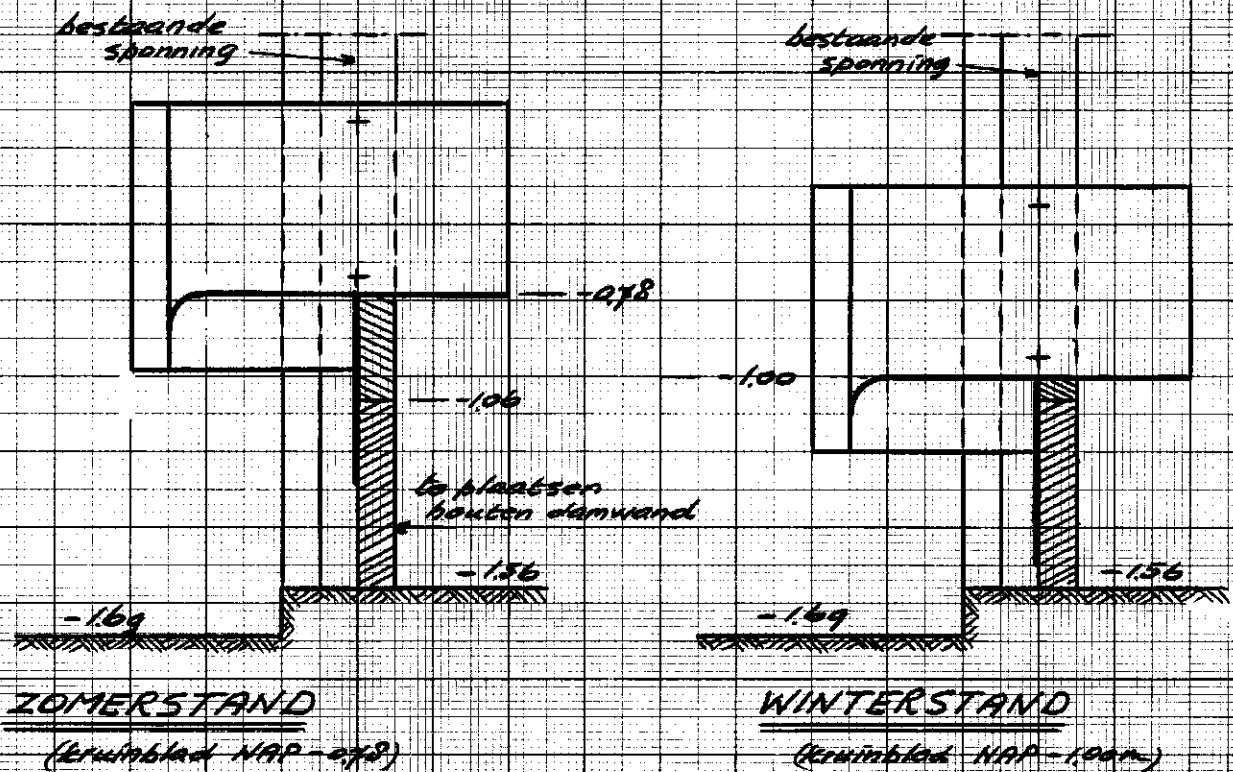 bestaande
sponning
-0,78
-1.06
te plaatsen
houten damwand
-1.56
-1.69
ZOMERSTAND
(kruinblad NAP -0,78)
bestaande
sponning
-1.00
-1.56
-1.69
WINTERSTAND
(kruinblad NAP -1.00m)